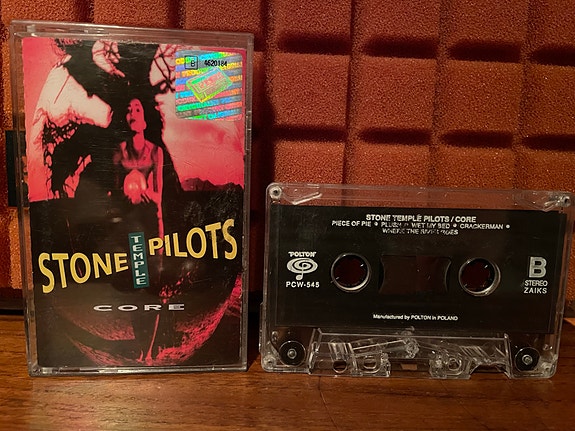 B 4620184
STONE TEMPLE PILOTS
CORE
STONE TEMPLE PILOTS / CORE
PIECE OF PIE • PLUSH • WET MY BED • CRACKERMAN •
WHERE THE RIVER GOES
POLTON
PCW-545
B
STEREO
ZAIKS
Manufactured by POLTON in POLAND